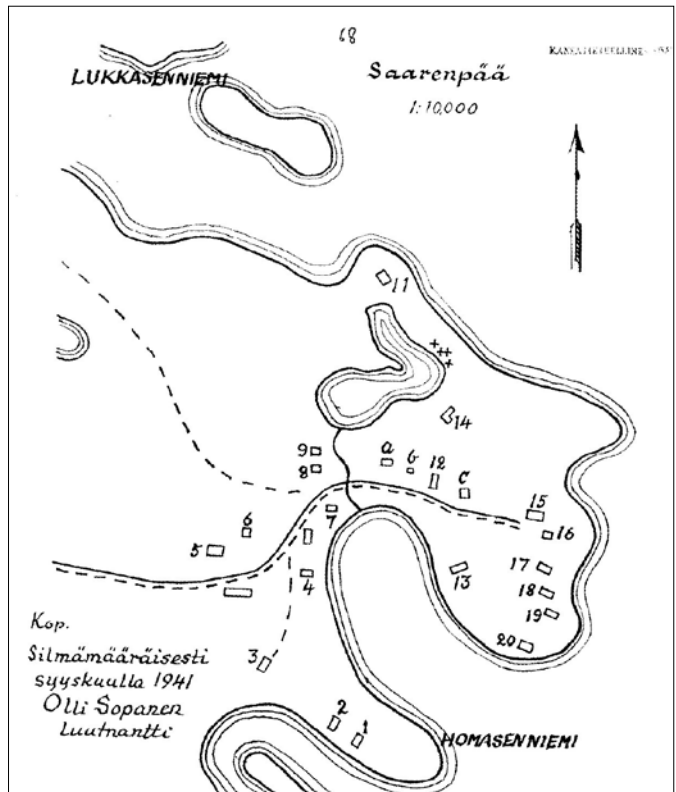 68
LUKKASENNIEMI
Saarenpää
1:10,000
11
14
9
8
a
b
12
C
15
16
7
6
5
4
13
17
18
19
20
3
2
1
HOMASENNIEMI
Kop.
Silmämääräisesti
syyskuulla 1941
Olli Sopanen
Luutnantti